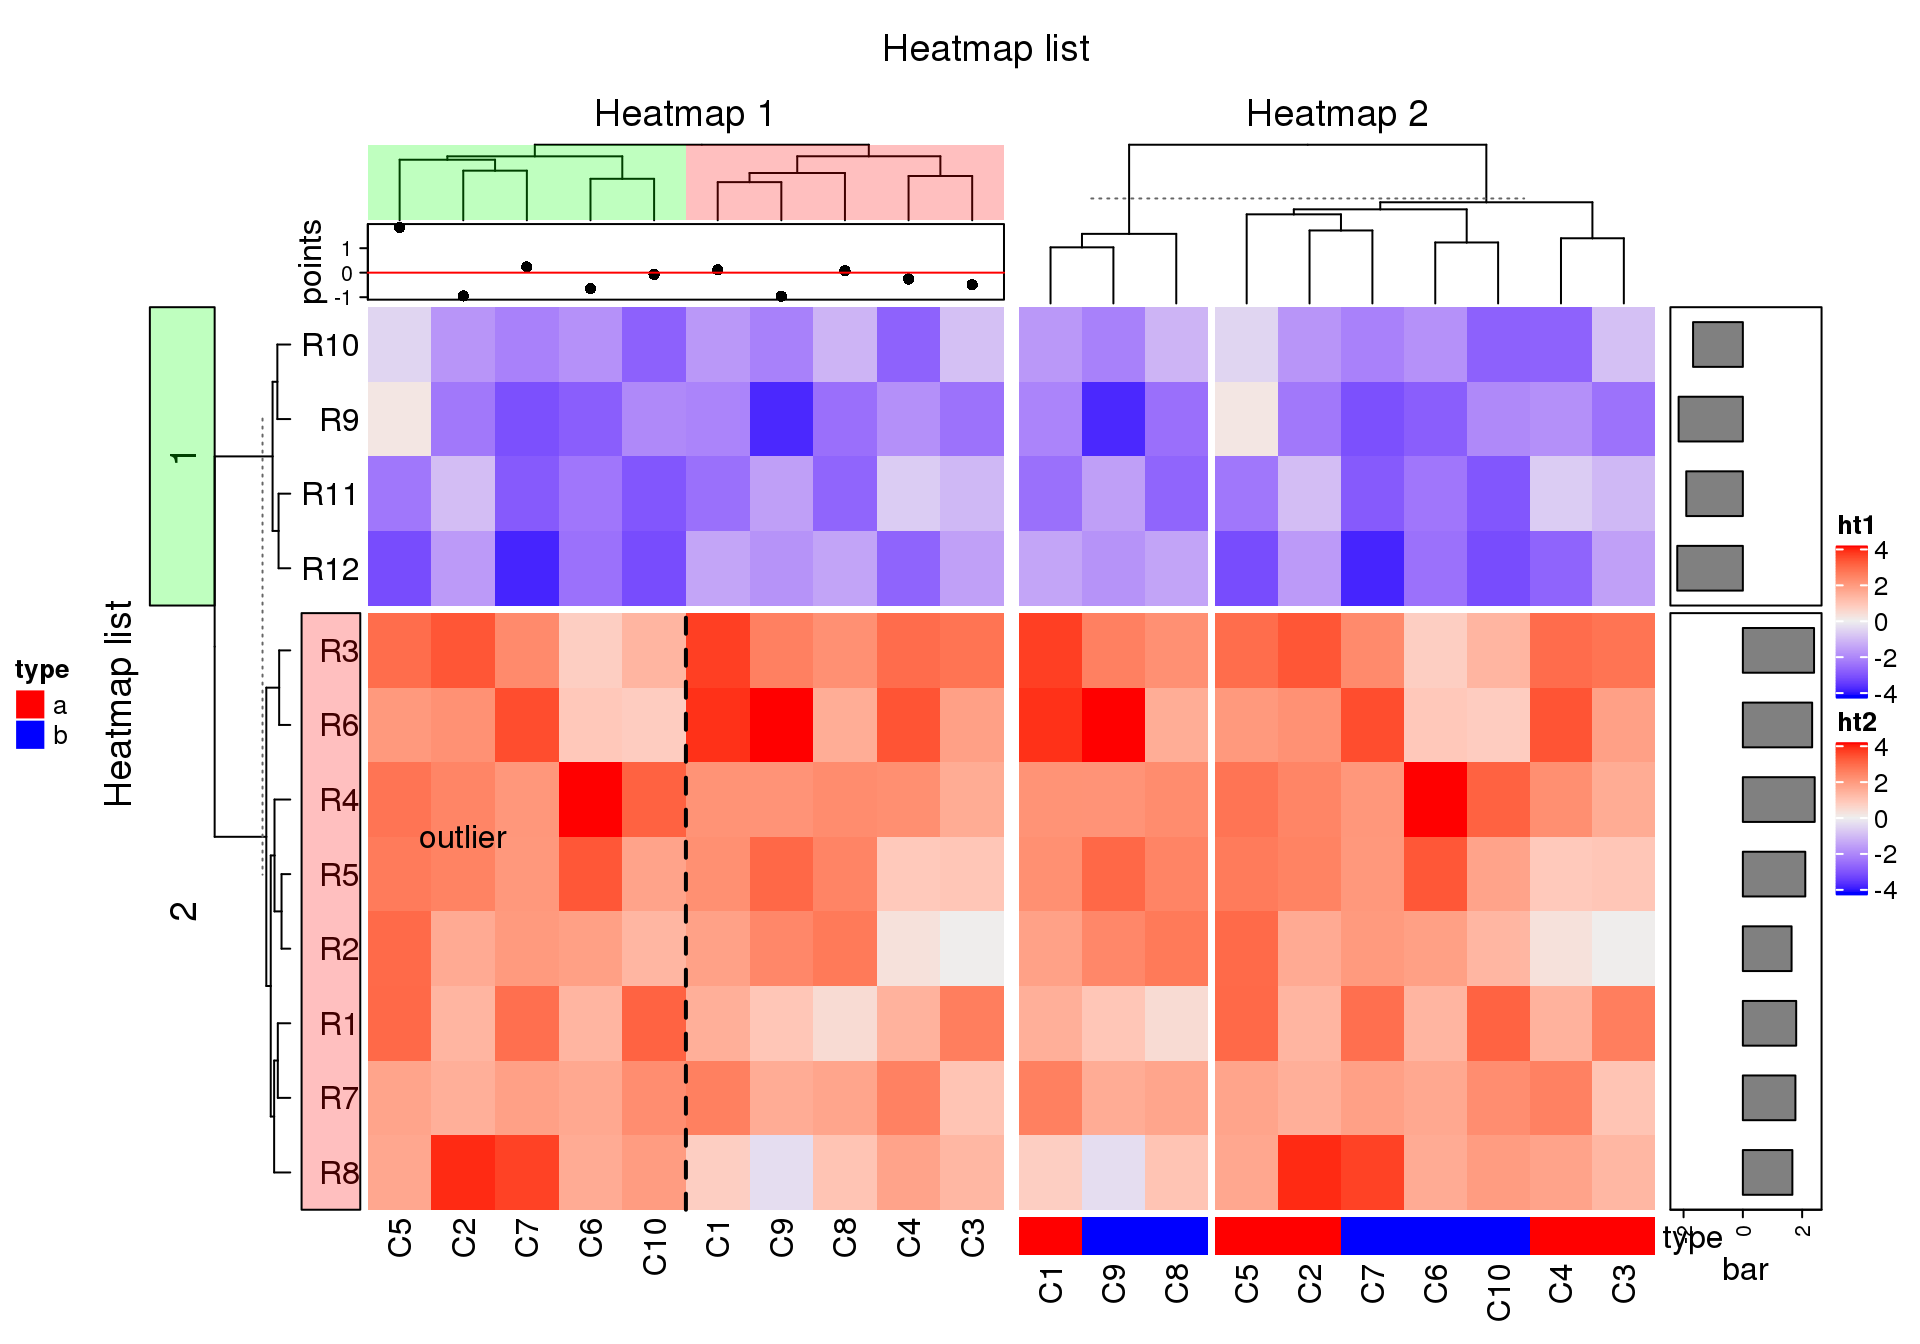 Heatmap list
Heatmap 1
Heatmap 2
points
1
0
-1
Heatmap list
1
2
R10
R9
R11
R12
R3
R6
R4
R5
R2
R1
R7
R8
outlier
C5 C2 C7 C6 C10 C1 C9 C8 C4 C3
C1 C9 C8 C5 C2 C7 C6 C10 C4 C3
type
-2 0 2
bar
type
a
b
ht1
4
2
0
-2
-4
ht2
4
2
0
-2
-4